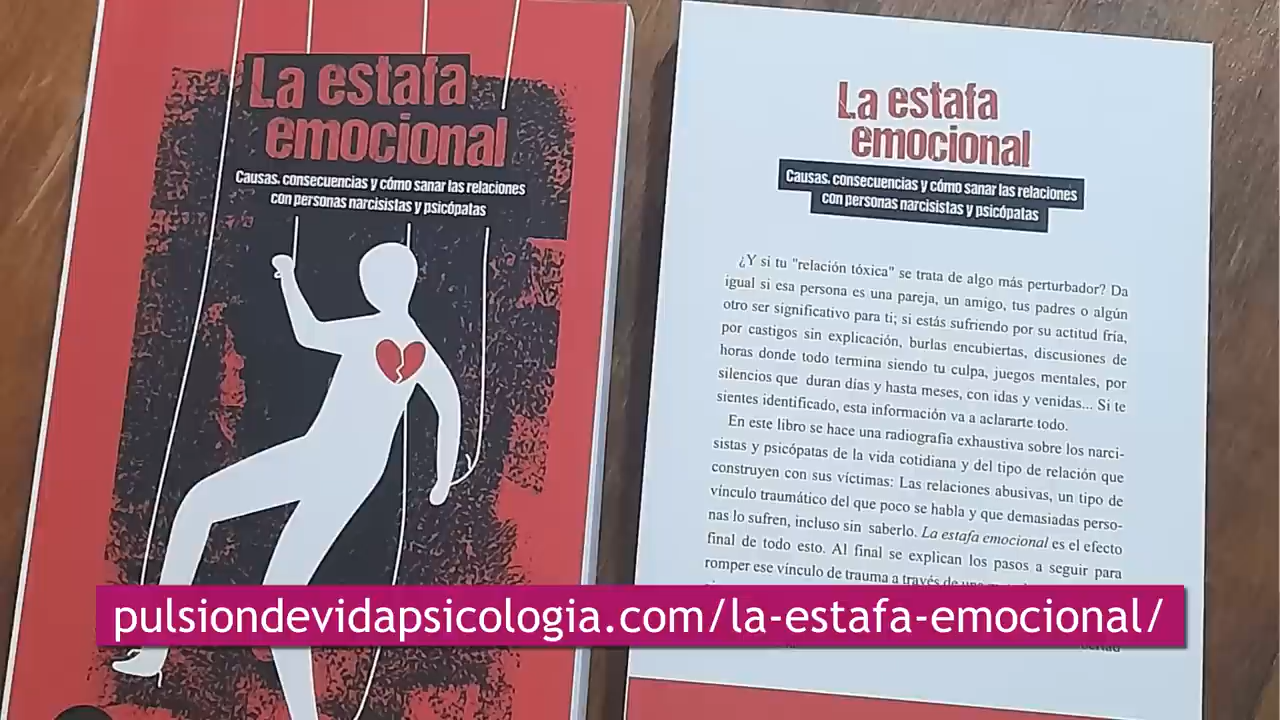 La estafa
emocional
Causas, consecuencias y cómo sanar las relaciones
con personas narcisistas y psicópatas
La estafa
emocional
Causas, consecuencias y cómo sanar las relaciones
con personas narcisistas y psicópatas
¿Y si tu "relación tóxica" se trata de algo más perturbador? Da
igual si esa persona es una pareja, un amigo, tus padres o algún
otro ser significativo para ti; si estás sufriendo por su actitud fría,
por castigos sin explicación, burlas encubiertas, discusiones de
horas donde todo termina siendo tu culpa, juegos mentales, por
silencios que duran días y hasta meses, con idas y venidas... Si te
sientes identificado, esta información va a aclararte todo.
En este libro se hace una radiografía exhaustiva sobre los narci-
sistas y psicópatas de la vida cotidiana y del tipo de relación que
construyen con sus víctimas: Las relaciones abusivas, un tipo de
vínculo traumático del que poco se habla y que demasiadas perso-
nas lo sufren, incluso sin saberlo. La estafa emocional es el efecto
final de todo esto. Al final se explican los pasos a seguir para
romper ese vínculo de trauma a través de
pulsiondevidapsicologia.com/la-estafa-emocional/